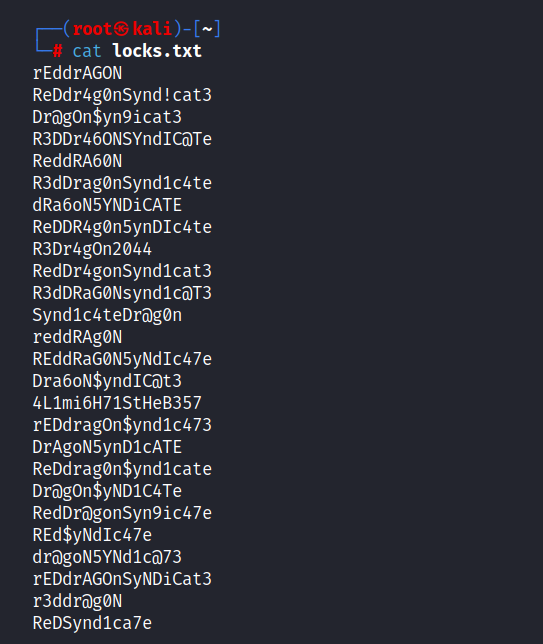 ┌──(root㉿kali)-[~]
└─# cat locks.txt
rEddrAGON
ReDdr4g0nSynd!cat3
Dr@gOn$yn9icat3
R3DDr46ONSYndIC@Te
ReddRA60N
R3dDrag0nSynd1c4te
dRa6oN5YNDiCATE
ReDDR4g0n5ynDIc4te
R3Dr4gOn2044
RedDr4gonSynd1cat3
R3dDRaG0Nsynd1c@T3
Synd1c4teDr@g0n
reddRAg0N
REddRaG0N5yNdIc47e
Dra6oN$yndIC@t3
4L1mi6H71StHeB357
rEDdragOn$ynd1c473
DrAgoN5ynD1cATE
ReDdrag0n$ynd1cate
Dr@gOn$yND1C4Te
RedDr@gonSyn9ic47e
REd$yNdIc47e
dr@goN5YNd1c@73
rEDdrAGOnSyNDiCat3
r3ddr@g0N
ReDSynd1ca7e